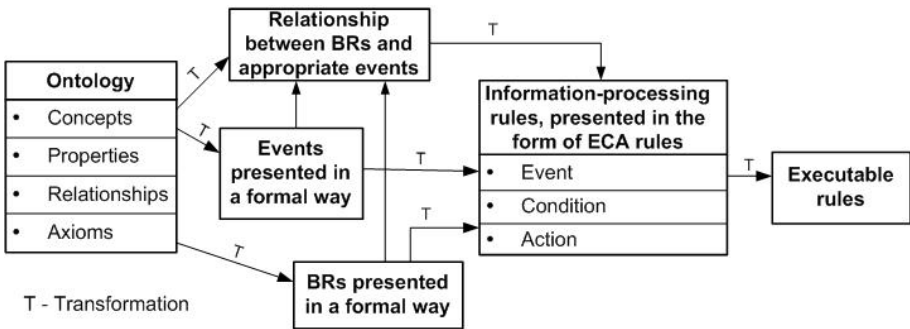 Relationship
between BRs and
appropriate events
T
T
Ontology
• Concepts
• Properties
• Relationships
• Axioms
T
Events
presented in
a formal way
T
Information-processing
rules, presented in the
form of ECA rules
• Event
• Condition
• Action
T
T
Executable
rules
T
BRs presented
in a formal way
T - Transformation